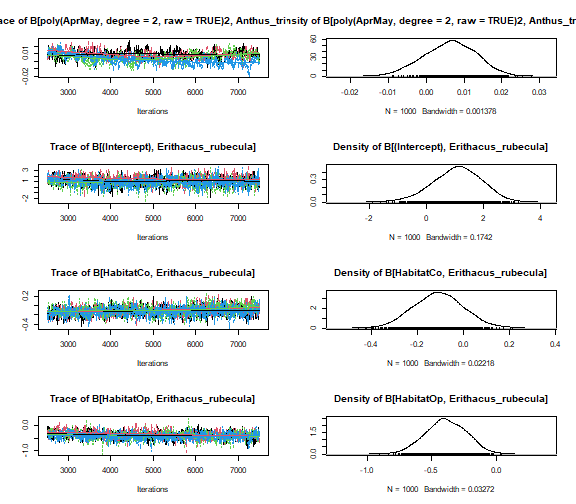 ace of B[poly(AprMay, degree = 2, raw = TRUE)2, Anthus_trinsity of B[poly(AprMay, degree = 2, raw = TRUE)2, Anthus_tr
-0.02 0.01
3000 4000 5000 6000 7000
Iterations
0 30 60
-0.02 -0.01 0.00 0.01 0.02 0.03
N = 1000 Bandwidth = 0.001378
Trace of B[(Intercept), Erithacus_rubecula]
-2 1 3
3000 4000 5000 6000 7000
Iterations
Density of B[(Intercept), Erithacus_rubecula]
0.0 0.3
-2 0 2 4
N = 1000 Bandwidth = 0.1742
Trace of B[HabitatCo, Erithacus_rubecula]
-0.4 0.2
3000 4000 5000 6000 7000
Iterations
Density of B[HabitatCo, Erithacus_rubecula]
0 2
-0.4 -0.2 0.0 0.2 0.4
N = 1000 Bandwidth = 0.02218
Trace of B[HabitatOp, Erithacus_rubecula]
-1.0 0.0
3000 4000 5000 6000 7000
Iterations
Density of B[HabitatOp, Erithacus_rubecula]
0.0 1.5
-1.0 -0.5 0.0
N = 1000 Bandwidth = 0.03272